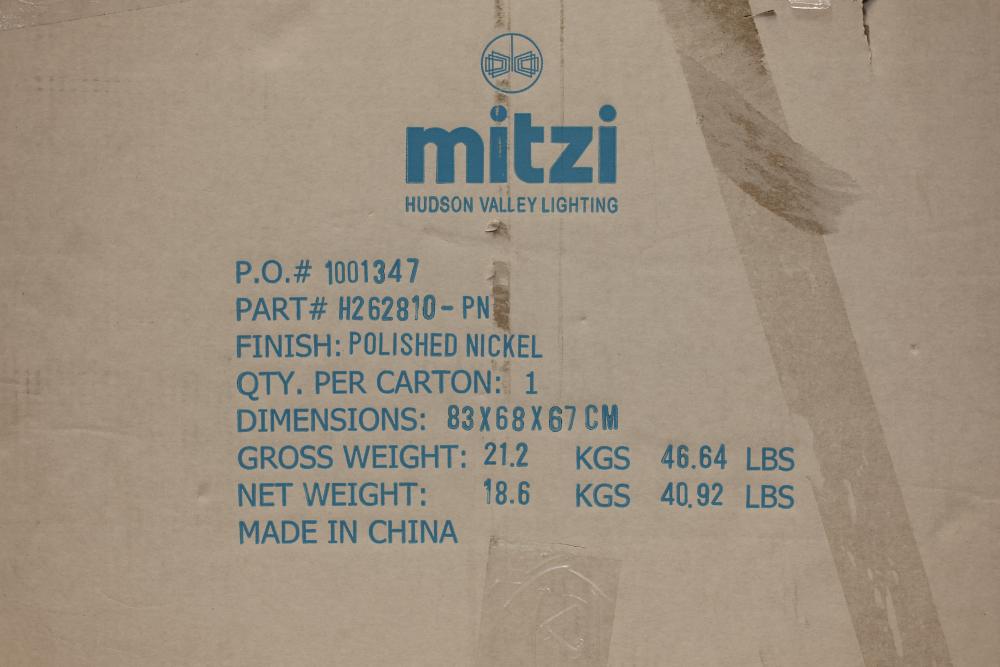 mitzi
HUDSON VALLEY LIGHTING
P.O.# 1001347
PART# H262810-PN
FINISH: POLISHED NICKEL
QTY. PER CARTON: 1
DIMENSIONS: 83X68X67CM
GROSS WEIGHT: 21.2 KGS 46.64 LBS
NET WEIGHT: 18.6 KGS 40.92 LBS
MADE IN CHINA